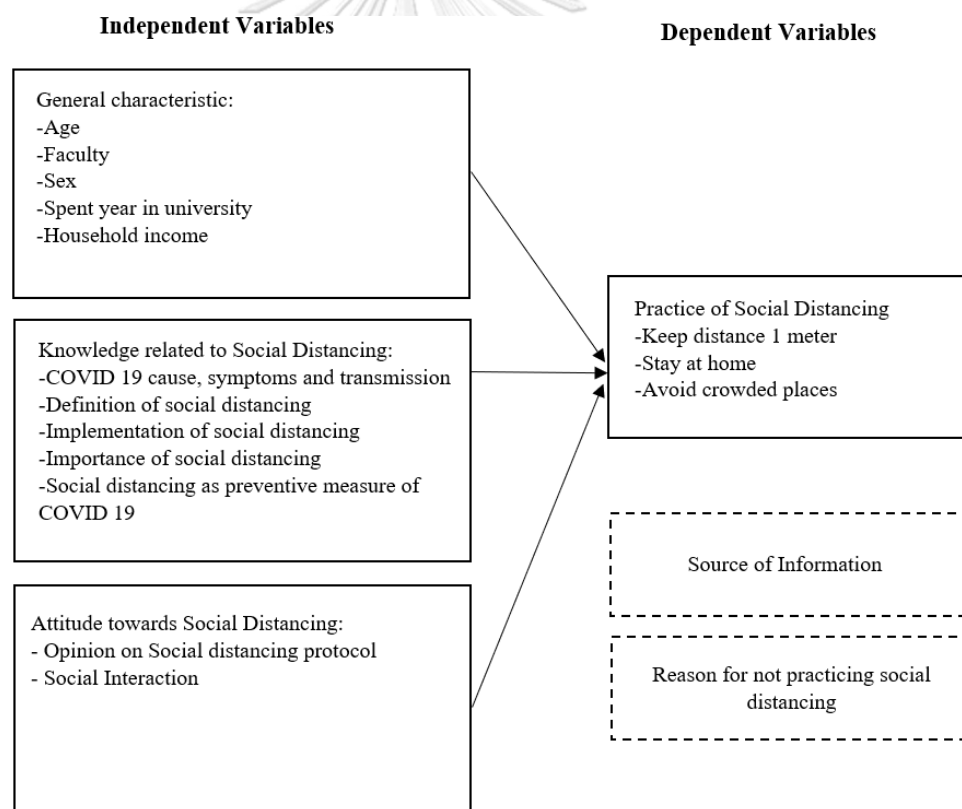 Independent Variables
Dependent Variables
General characteristic:
-Age
-Faculty
-Sex
-Spent year in university
-Household income
Knowledge related to Social Distancing:
-COVID 19 cause, symptoms and transmission
-Definition of social distancing
-Implementation of social distancing
-Importance of social distancing
-Social distancing as preventive measure of
COVID 19
Attitude towards Social Distancing:
- Opinion on Social distancing protocol
- Social Interaction
Practice of Social Distancing
-Keep distance 1 meter
-Stay at home
-Avoid crowded places
Source of Information
Reason for not practicing social
distancing